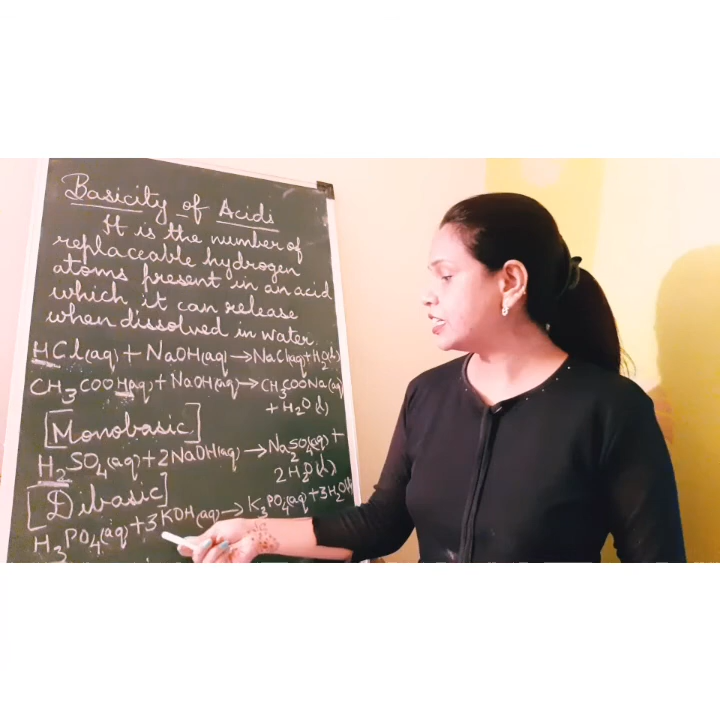 Basicity of Acids
It is the number of
replaceable hydrogen
atoms present in an acid
which it can release
when dissolved in water.
HCl(aq) + NaOH(aq → NaCl(aq + H2O(l)
CH3COOH(aq) + NaOH(aq) → CH3COONa(aq)
+ H2O(l)
[Monobasic]
H2SO4(aq) + 2NaOH(aq) → Na2SO4(aq) +
2H2O(l)
[Dibasic]
H3PO4(aq) + 3KOH(aq) → K3PO4(aq) + 3H2O(l)